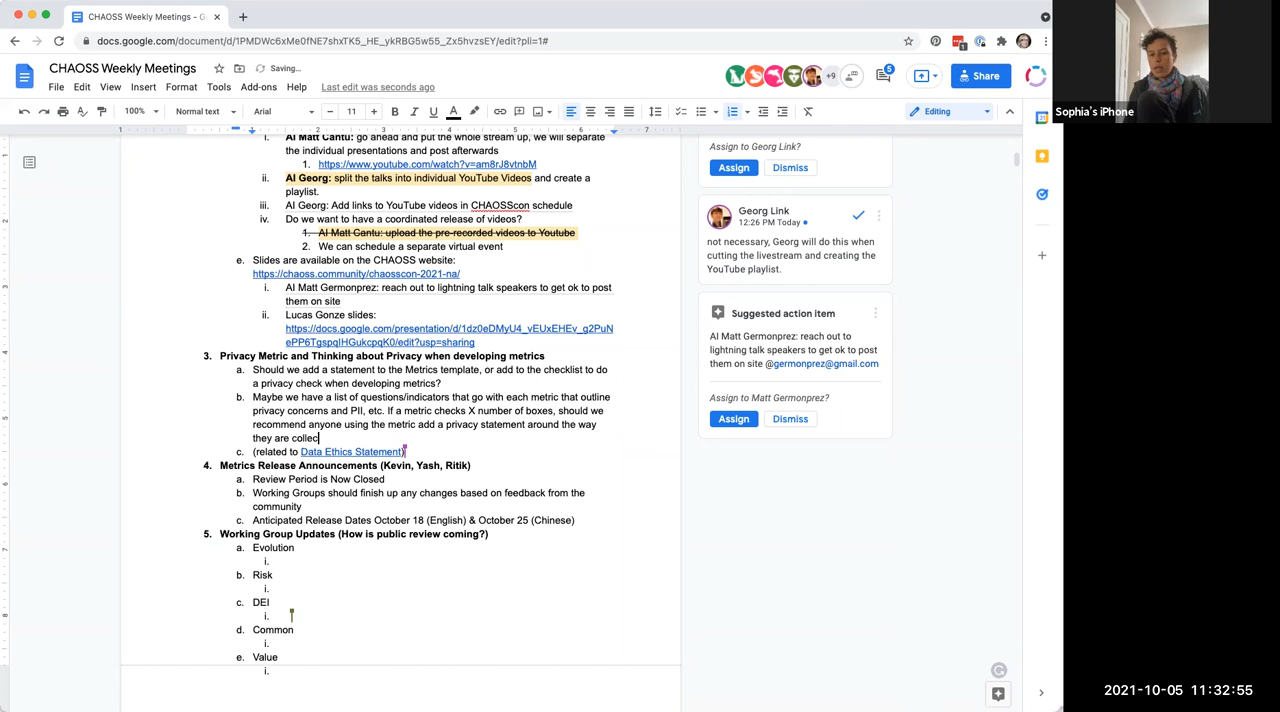 CHAOSS Weekly Meetings - G
docs.google.com/document/d/1PMDWc6xMe0fNE7shxTK5_HE_ykRBG5w55_Zx5hvzsEY/edit?pli=1#
1
Sophia's iPhone
CHAOSS Weekly Meetings
Saving...
File Edit View Insert Format Tools Add-ons Help Last edit was seconds ago
+9
5
Share
100% Normal text Arial 11 Editing
1 1 2 3 4 5 6 7
i. AI Matt Cantu: go ahead and put the whole stream up, we will separate
the individual presentations and post afterwards
1. https://www.youtube.com/watch?v=am8rJ8vtnbM
ii. AI Georg: split the talks into individual YouTube Videos and create a
playlist.
iii. AI Georg: Add links to YouTube videos in CHAOSScon schedule
iv. Do we want to have a coordinated release of videos?
1. AI Matt Cantu: upload the pre-recorded videos to Youtube
2. We can schedule a separate virtual event
e. Slides are available on the CHAOSS website:
https://chaoss.community/chaosscon-2021-na/
i. AI Matt Germonprez: reach out to lightning talk speakers to get ok to post
them on site
ii. Lucas Gonze slides:
https://docs.google.com/presentation/d/1dz0eDMyU4_vEUxEHEv_g2PuN
ePP6TgspqIHGukcpqK0/edit?usp=sharing
3. Privacy Metric and Thinking about Privacy when developing metrics
a. Should we add a statement to the Metrics template, or add to the checklist to do
a privacy check when developing metrics?
b. Maybe we have a list of questions/indicators that go with each metric that outline
privacy concerns and PII, etc. If a metric checks X number of boxes, should we
recommend anyone using the metric add a privacy statement around the way
they are collec
c. (related to Data Ethics Statement)
4. Metrics Release Announcements (Kevin, Yash, Ritik)
a. Review Period is Now Closed
b. Working Groups should finish up any changes based on feedback from the
community
c. Anticipated Release Dates October 18 (English) & October 25 (Chinese)
5. Working Group Updates (How is public review coming?)
a. Evolution
i.
b. Risk
i.
c. DEI
i.
d. Common
i.
e. Value
i.
Assign to Georg Link?
Assign Dismiss
Georg Link
12:26 PM Today
not necessary, Georg will do this when
cutting the livestream and creating the
YouTube playlist.
Suggested action item
AI Matt Germonprez: reach out to
lightning talk speakers to get ok to post
them on site @germonprez@gmail.com
Assign to Matt Germonprez?
Assign Dismiss
2021-10-05 11:32:55